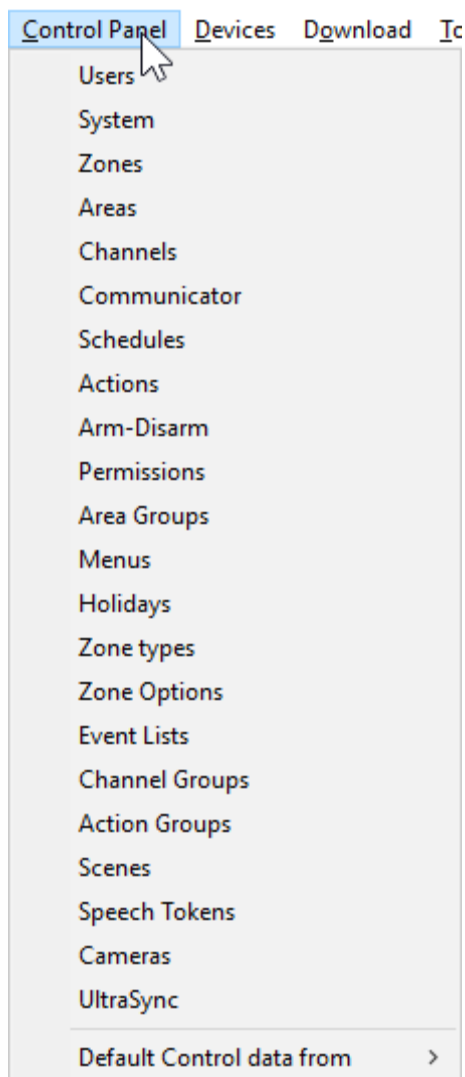 Control Panel Devices Download
Users
System
Zones
Areas
Channels
Communicator
Schedules
Actions
Arm-Disarm
Permissions
Area Groups
Menus
Holidays
Zone types
Zone Options
Event Lists
Channel Groups
Action Groups
Scenes
Speech Tokens
Cameras
UltraSync
Default Control data from